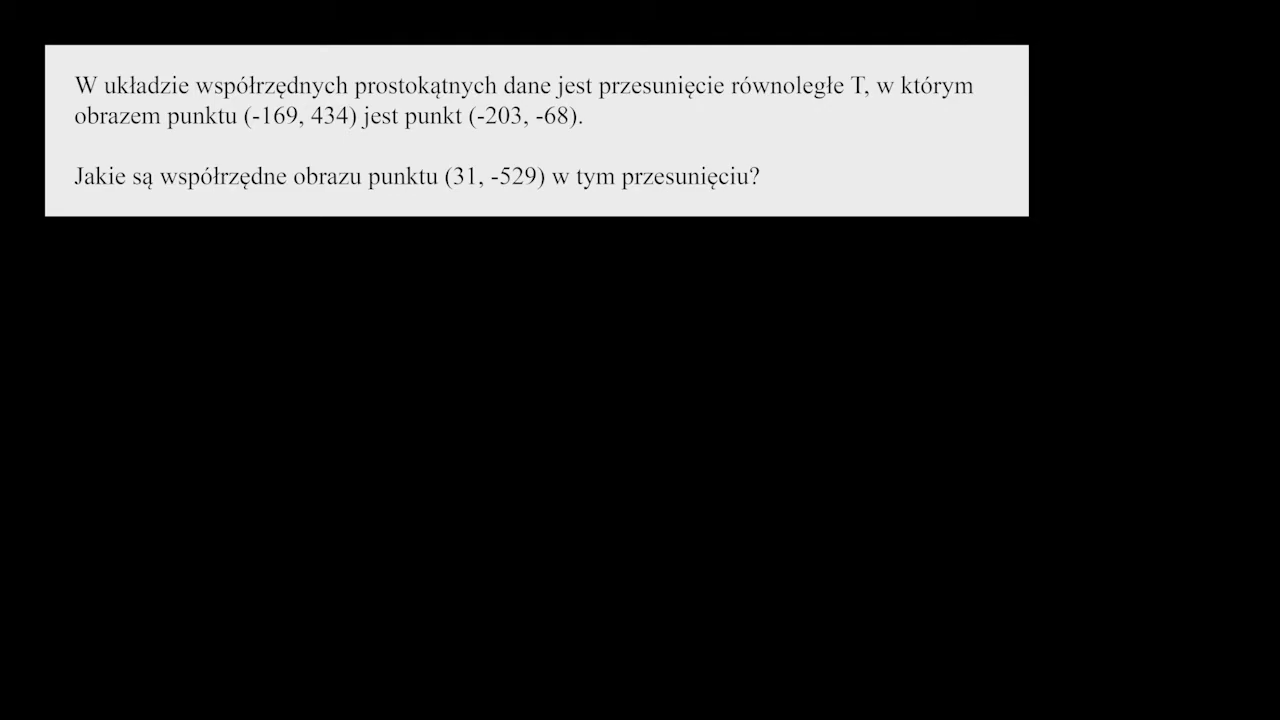 W układzie współrzędnych prostokątnych dane jest przesunięcie równoległe T, w którym
obrazem punktu (-169, 434) jest punkt (-203, -68).
Jakie są współrzędne obrazu punktu (31, -529) w tym przesunięciu?